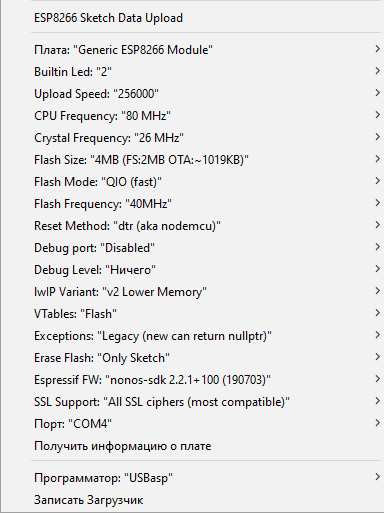 ESP8266 Sketch Data Upload
Плата: "Generic ESP8266 Module"
Builtin Led: "2"
Upload Speed: "256000"
CPU Frequency: "80 MHz"
Crystal Frequency: "26 MHz"
Flash Size: "4MB (FS:2MB OTA:~1019KB)"
Flash Mode: "QIO (fast)"
Flash Frequency: "40MHz"
Reset Method: "dtr (aka nodemcu)"
Debug port: "Disabled"
Debug Level: "Ничего"
lwIP Variant: "v2 Lower Memory"
VTables: "Flash"
Exceptions: "Legacy (new can return nullptr)"
Erase Flash: "Only Sketch"
Espressif FW: "nonos-sdk 2.2.1+100 (190703)"
SSL Support: "All SSL ciphers (most compatible)"
Порт: "COM4"
Получить информацию о плате
Программатор: "USBasp"
Записать Загрузчик